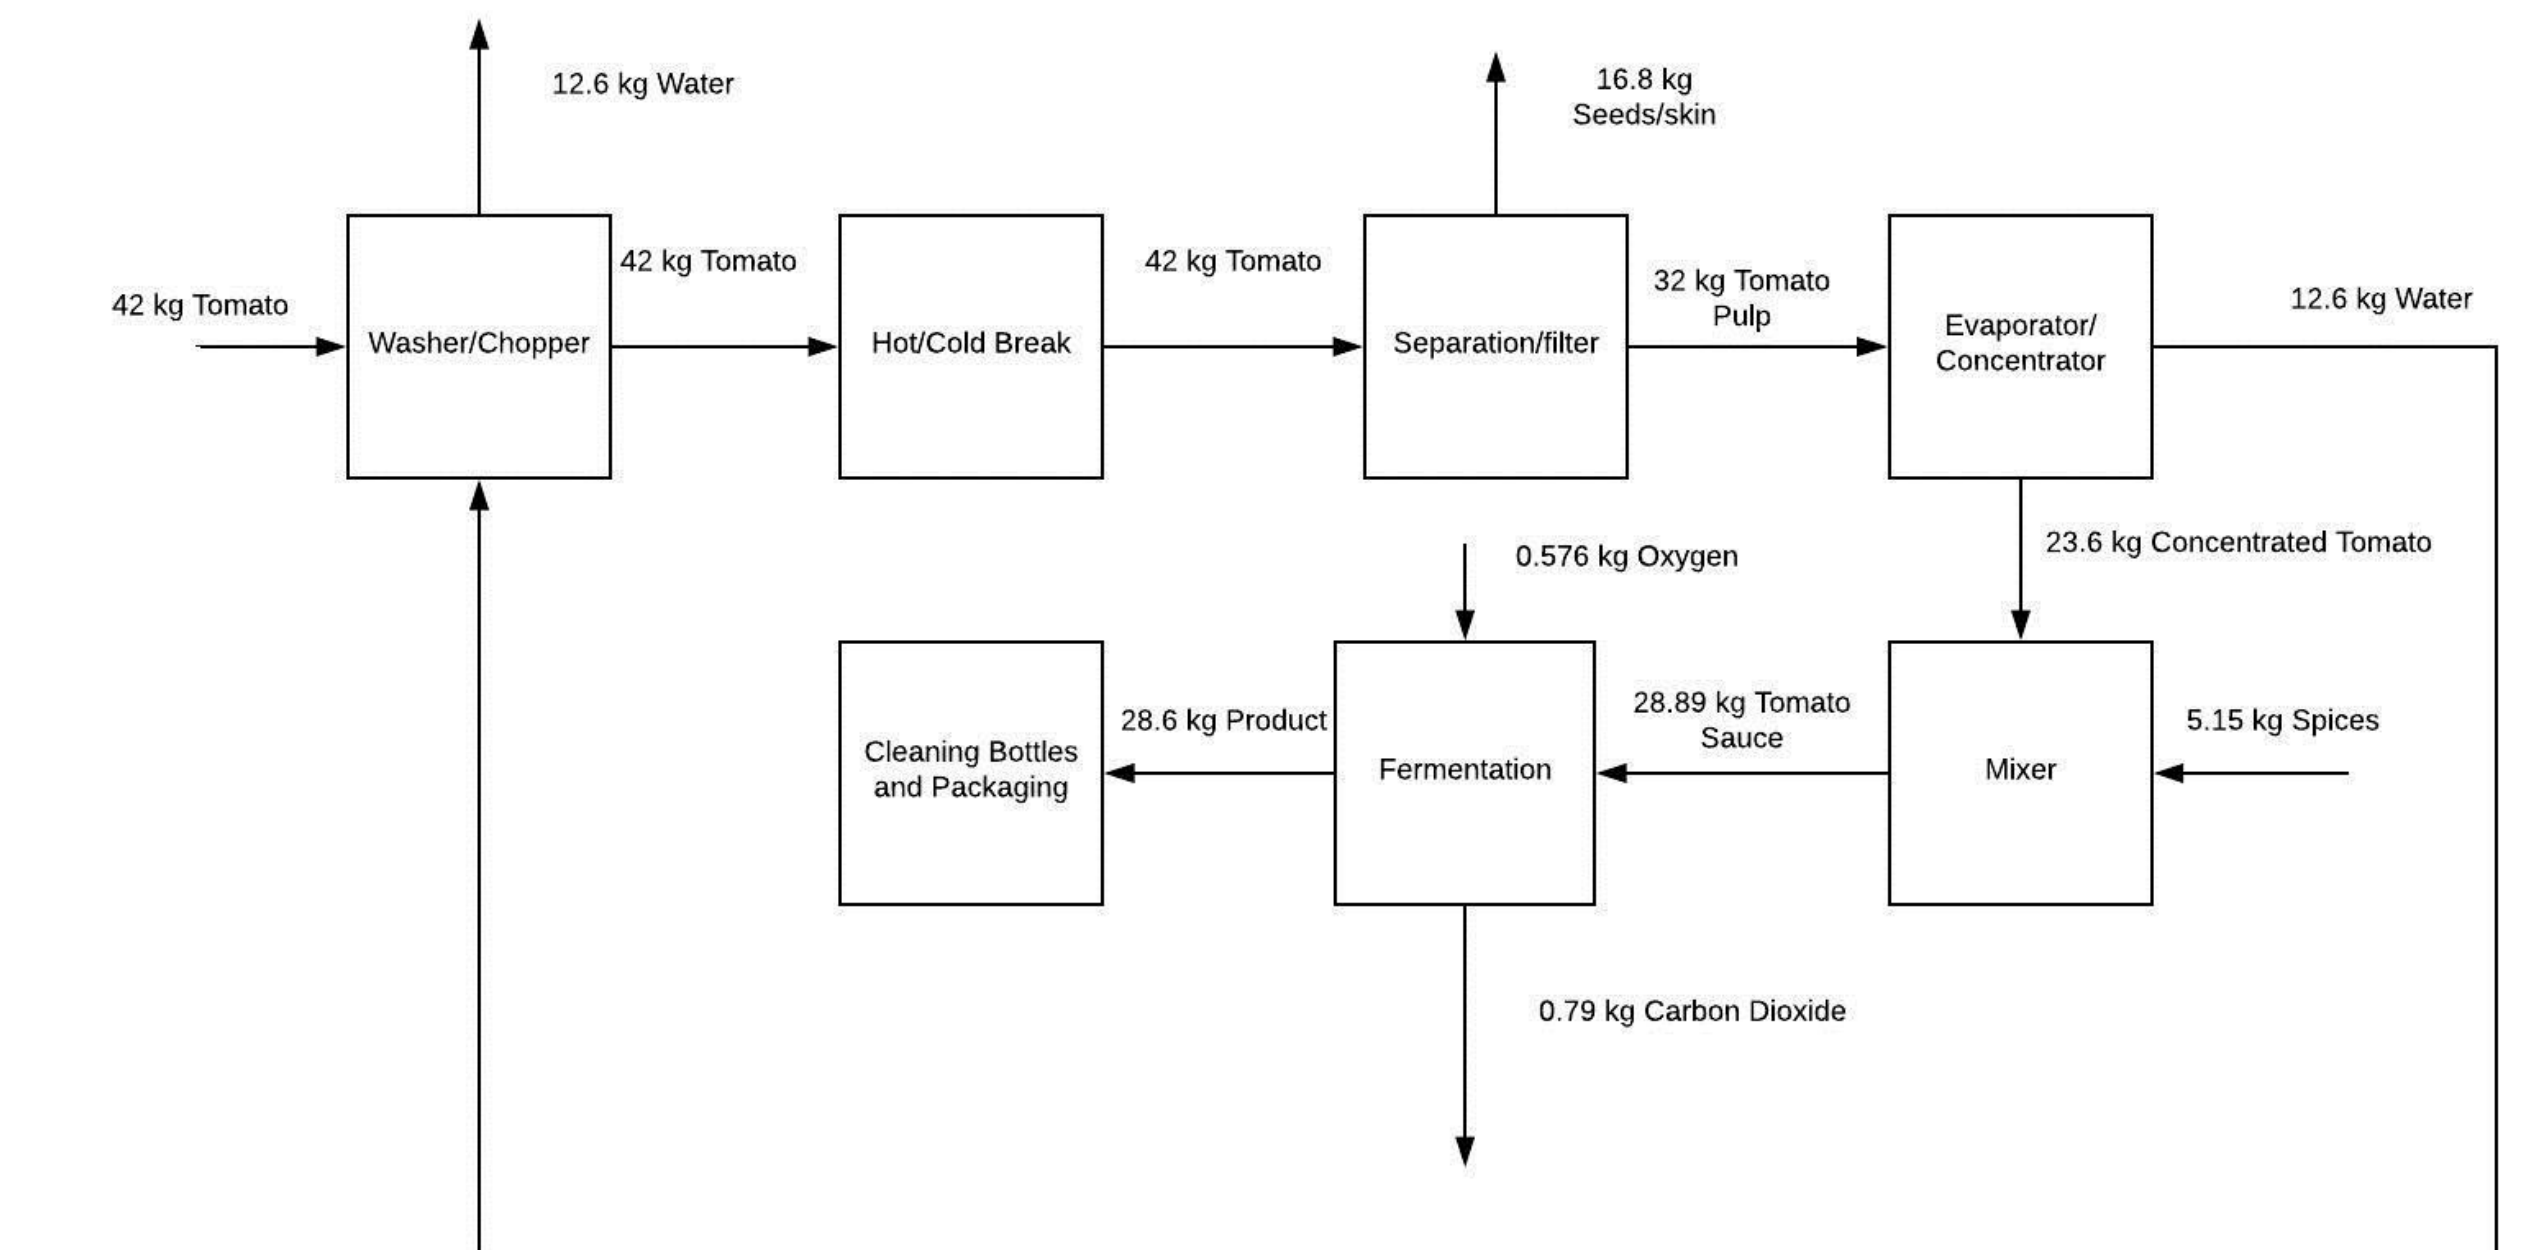 12.6 kg Water
16.8 kg
Seeds/skin
42 kg Tomato
Washer/Chopper
42 kg Tomato
Hot/Cold Break
42 kg Tomato
Separation/filter
32 kg Tomato
Pulp
Evaporator/
Concentrator
12.6 kg Water
23.6 kg Concentrated Tomato
0.576 kg Oxygen
Cleaning Bottles
and Packaging
28.6 kg Product
Fermentation
28.89 kg Tomato
Sauce
Mixer
5.15 kg Spices
0.79 kg Carbon Dioxide